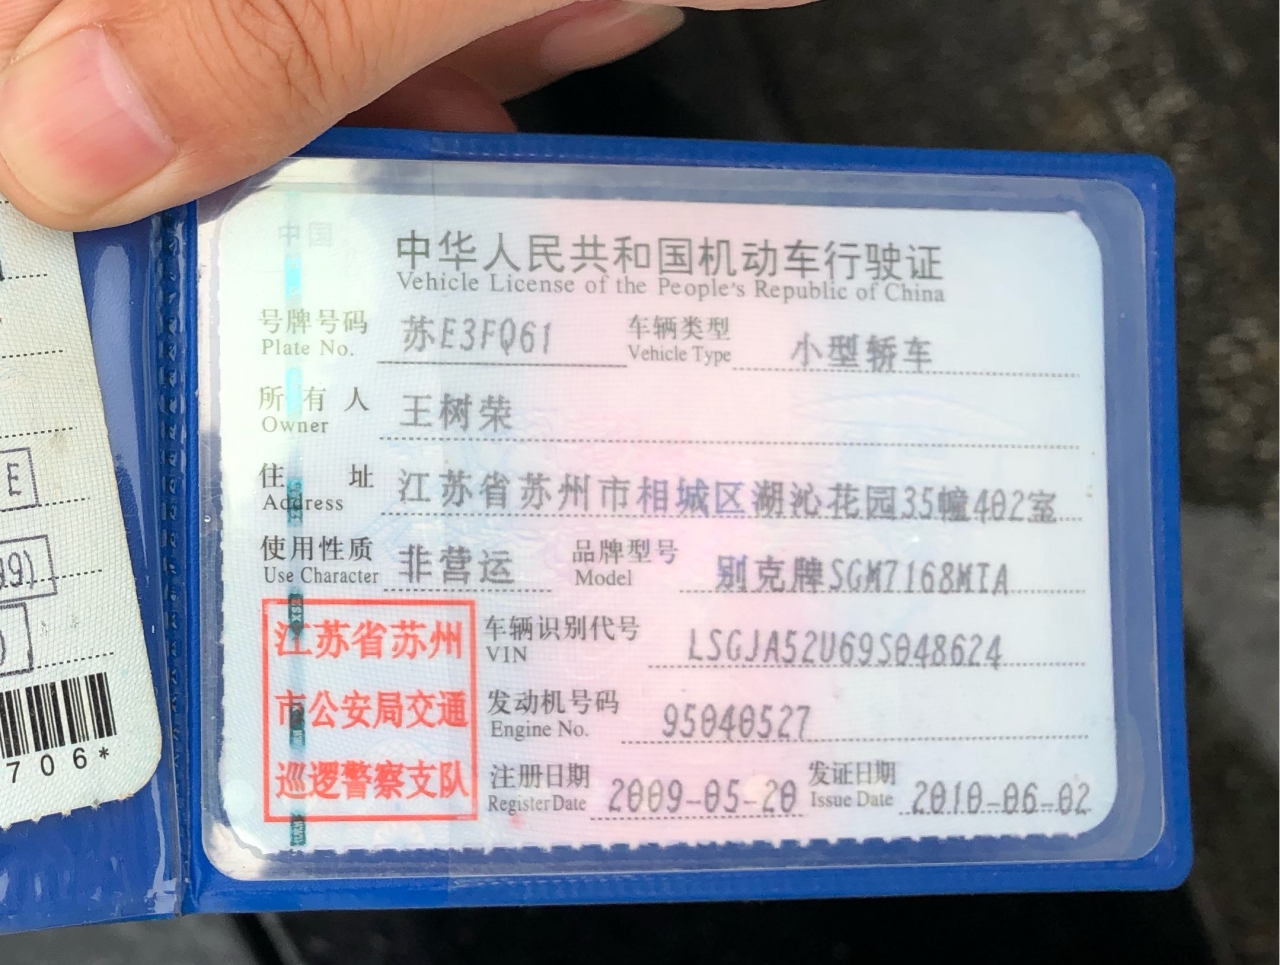 中国
中华人民共和国机动车行驶证
Vehicle License of the People's Republic of China
号牌号码 苏E3FQ61 车辆类型 小型轿车
Plate No. Vehicle Type
所有人 王树荣
Owner
住址 江苏省苏州市相城区湖沁花园35幢402室
Address
使用性质 非营运 品牌型号 别克牌SGM7168MTA
Use Character Model
江苏省苏州
市公安局交通
巡逻警察支队
车辆识别代号 LSGJA52U69S048624
VIN
发动机号码 95040527
Engine No.
注册日期 2009-05-20 发证日期 2010-06-02
Register Date Issue Date
E
99)
706*